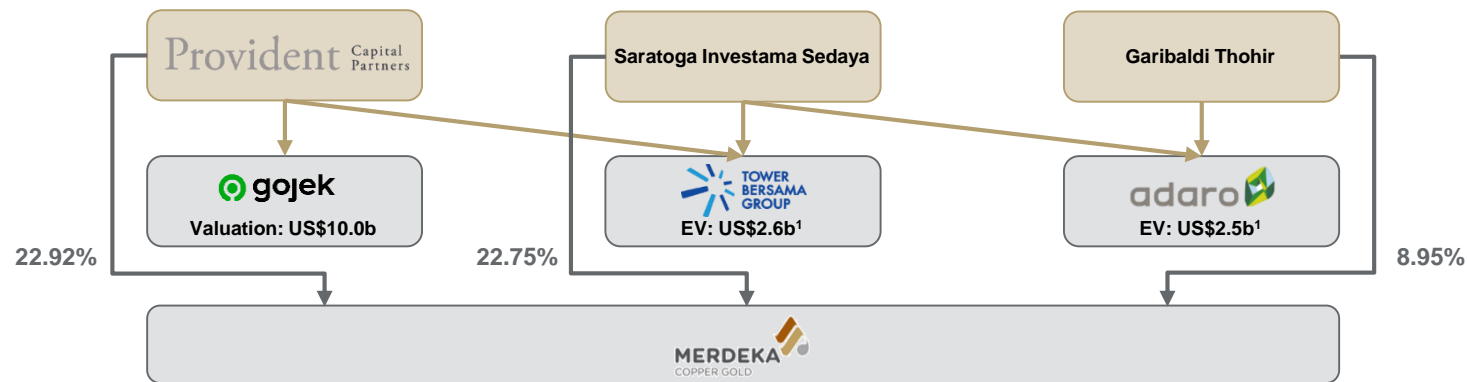 Provident Capital
Partners
Saratoga Investama Sedaya
Garibaldi Thohir
gojek
Valuation: US$10.0b
TOWER
BERSAMA
GROUP
EV: US$2.6b¹
adaro
EV: US$2.5b¹
22.92%
22.75%
8.95%
MERDEKA
COPPER GOLD